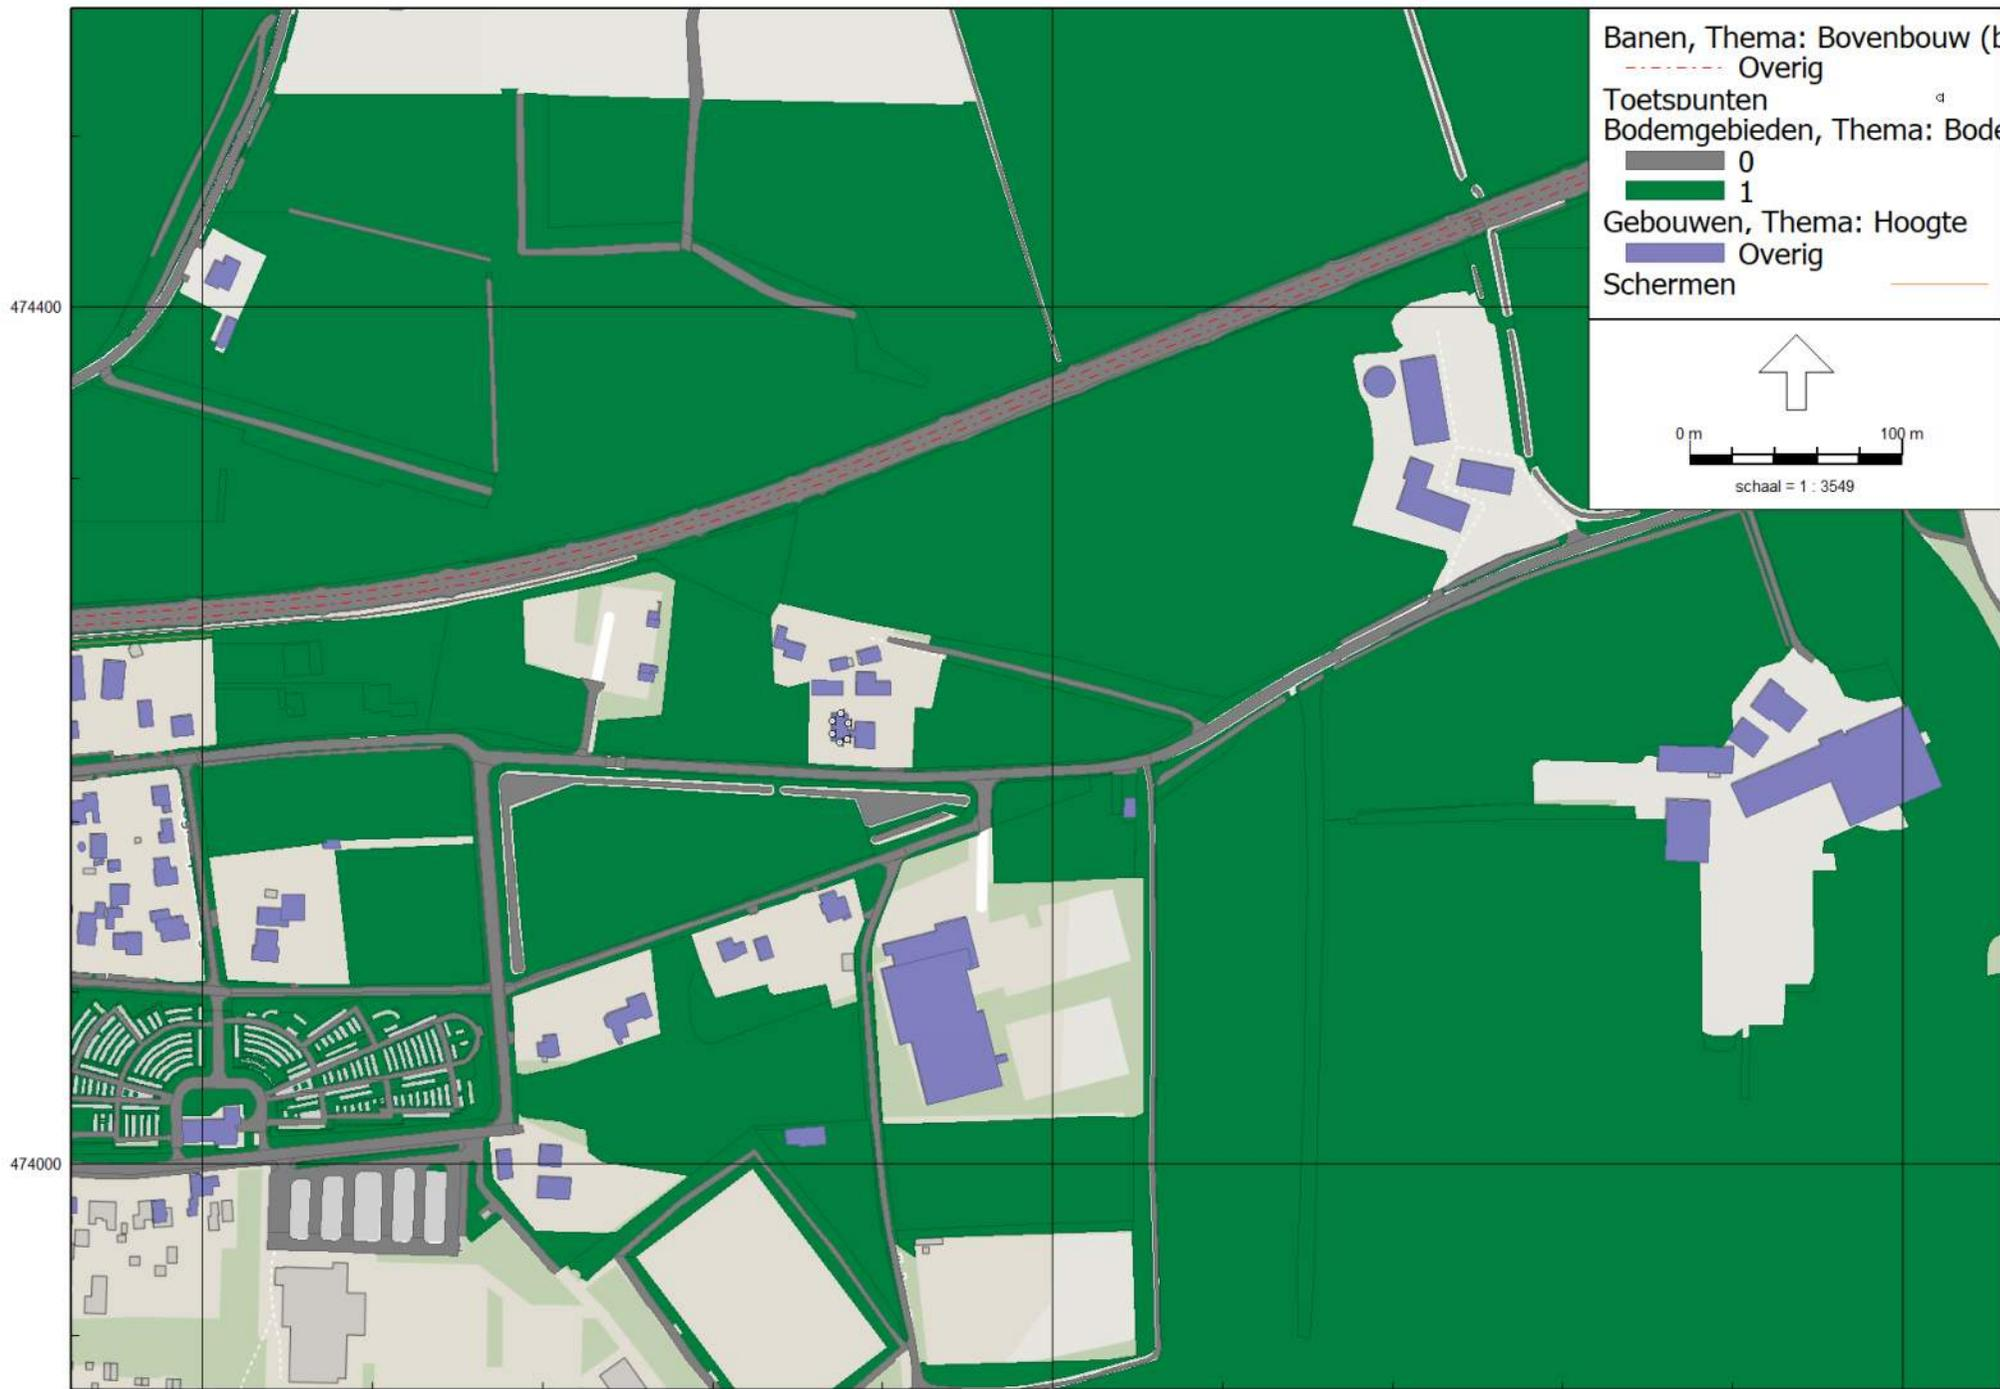 Banen, Thema: Bovenbouw (b
Overig
Toetspunten
Bodemgebieden, Thema: Bode
0
1
Gebouwen, Thema: Hoogte
Overig
Schermen
474400
0 m 100 m
schaal = 1 : 3549
474000